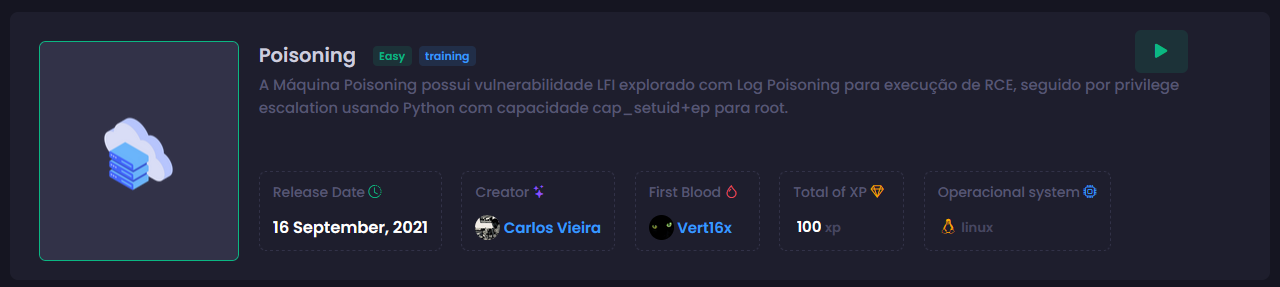 Poisoning Easy training
A Máquina Poisoning possui vulnerabilidade LFI explorado com Log Poisoning para execução de RCE, seguido por privilege
escalation usando Python com capacidade cap_setuid+ep para root.
Release Date
16 September, 2021
Creator
Carlos Vieira
First Blood
Vert16x
Total of XP
100 xp
Operacional system
linux